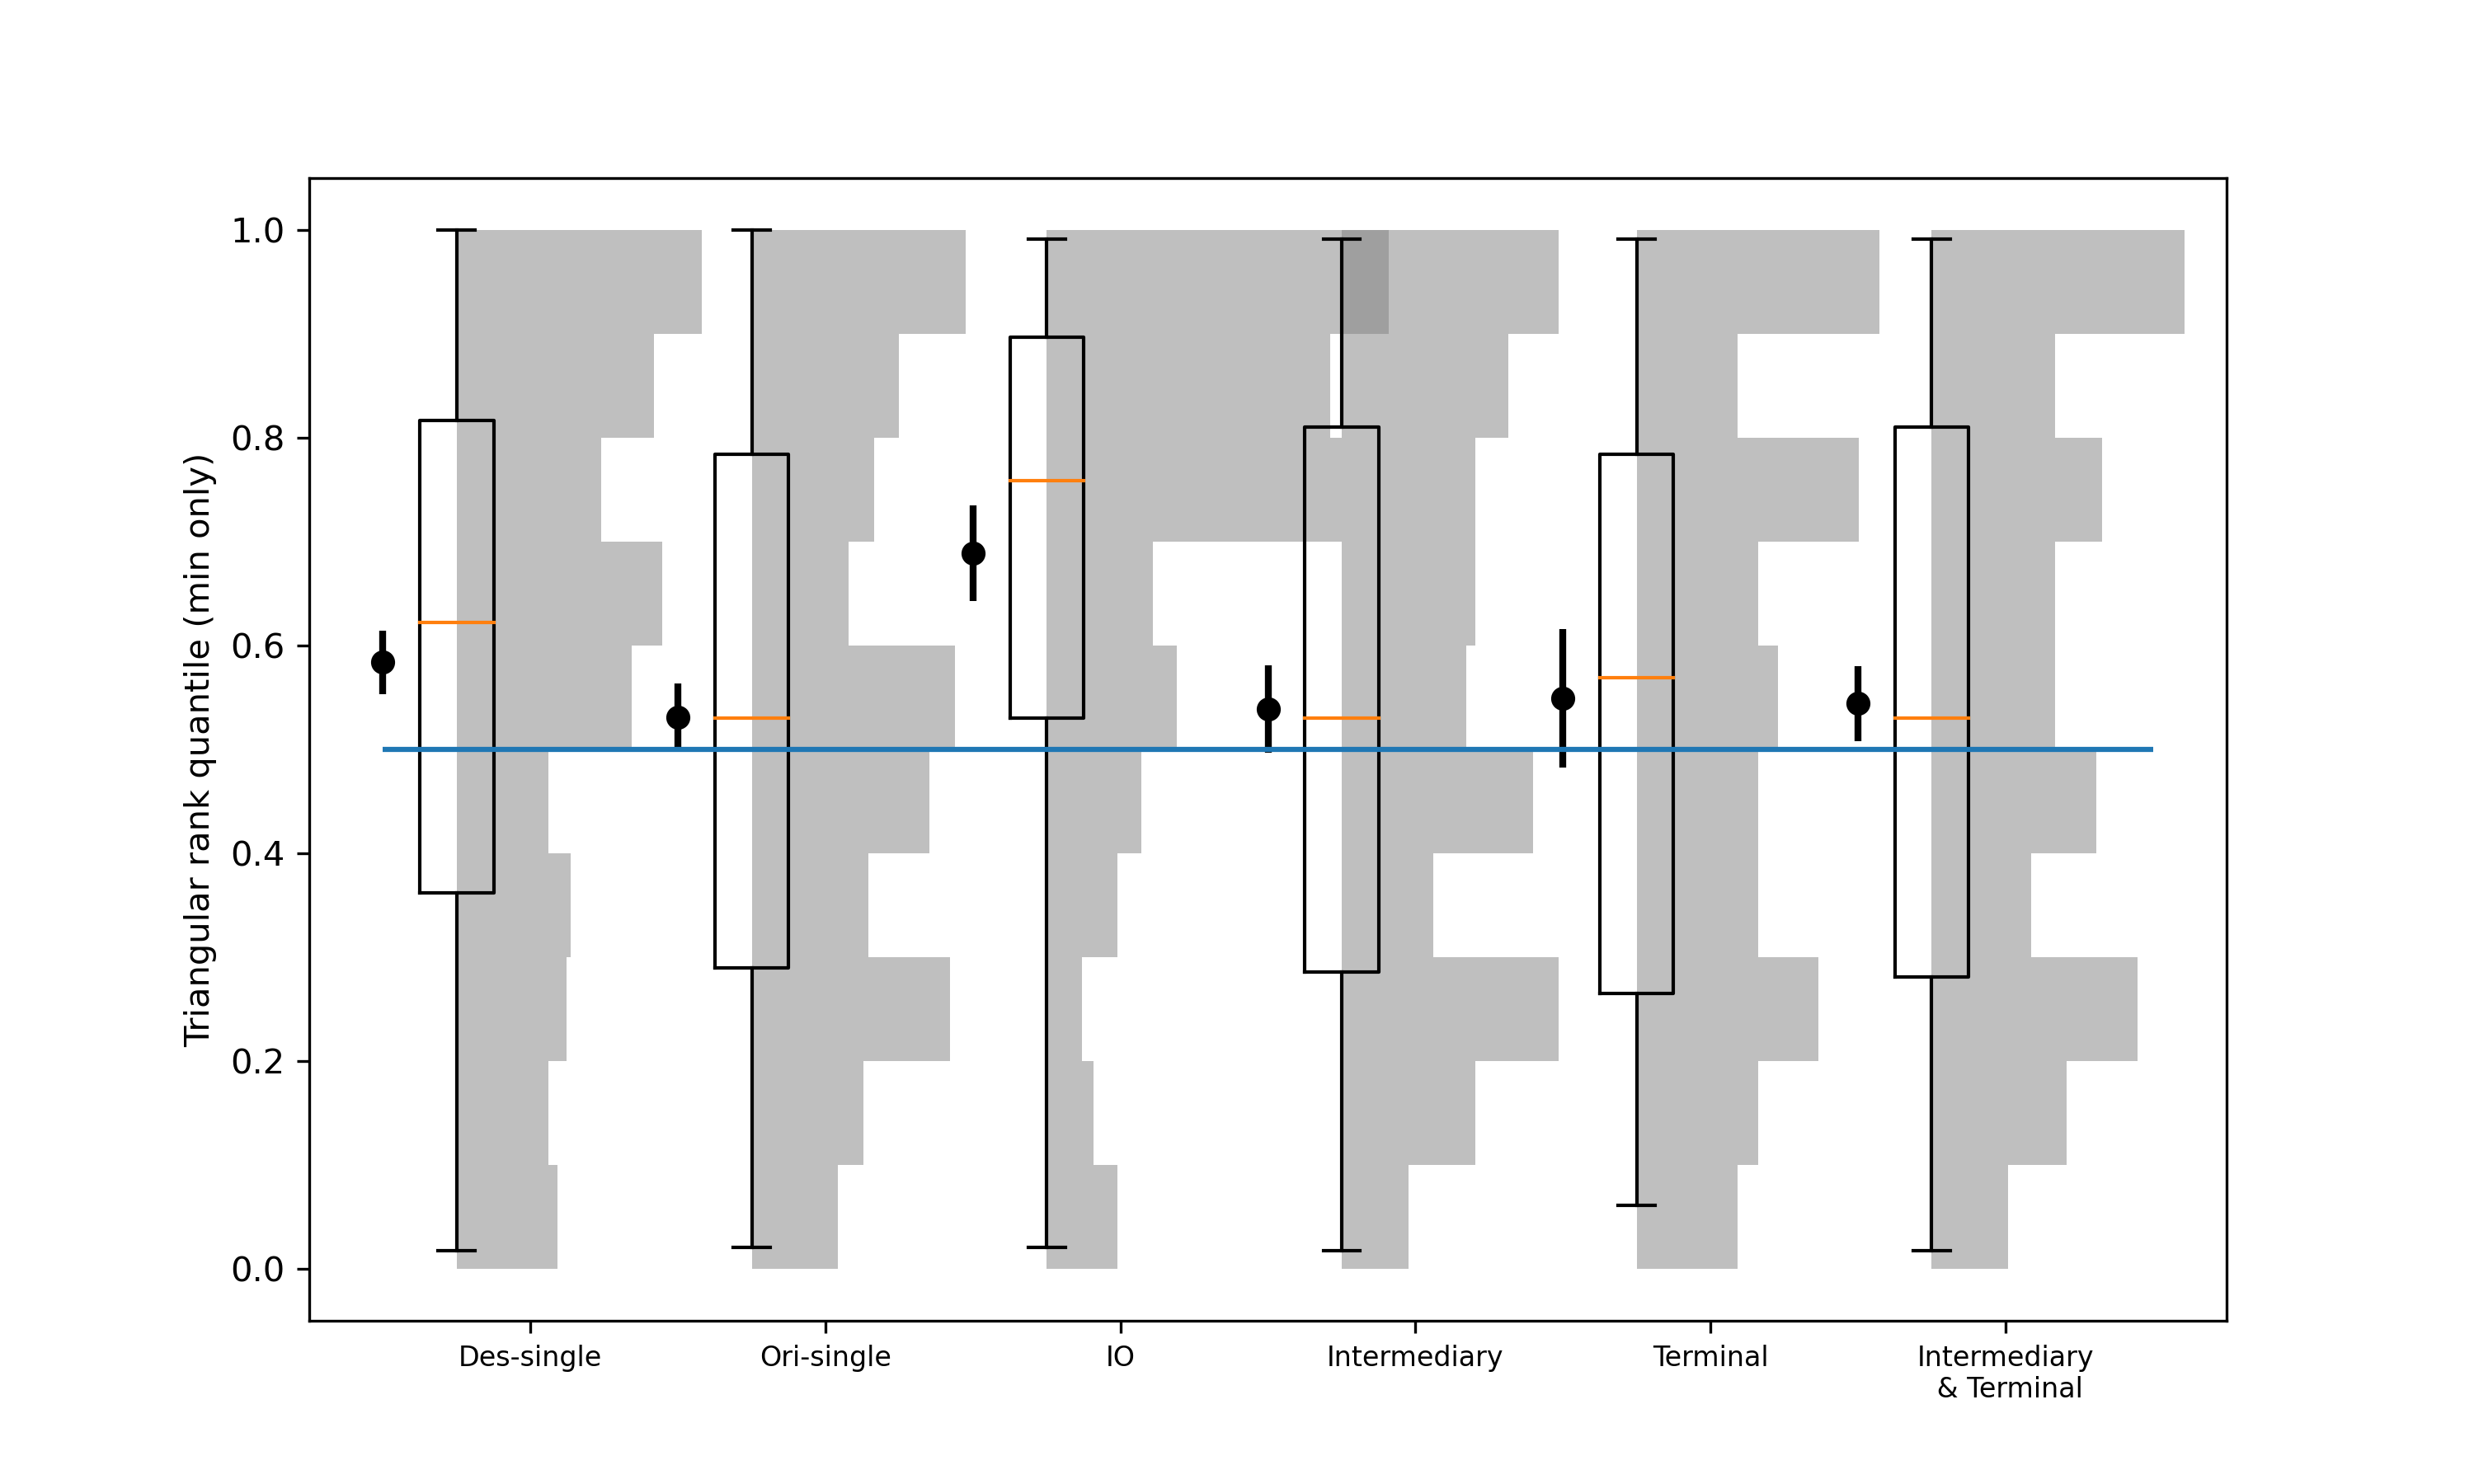 Triangular rank quantile (min only)
1.0
0.8
0.6
0.4
0.2
0.0
Des-single
Ori-single
IO
Intermediary
Terminal
Intermediary
& Terminal